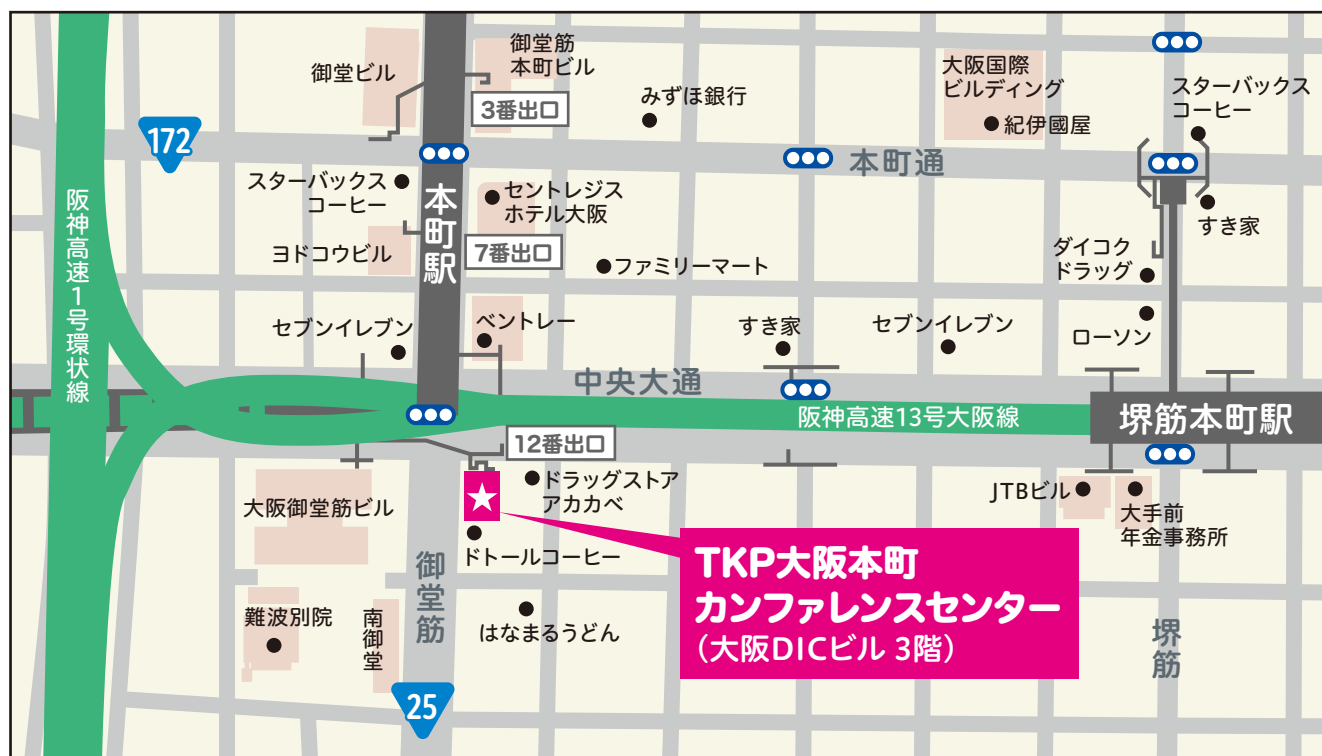 御堂ビル
御堂筋
本町ビル
3番出口
みずほ銀行
大阪国際
ビルディング
紀伊國屋
スターバックス
コーヒー
172
本町通
スターバックス
コーヒー
本町駅
セントレジス
ホテル大阪
すき家
阪神高速1号環状線
ヨドコウビル
7番出口
ファミリーマート
ダイコク
ドラッグ
セブンイレブン
ベントレー
すき家
セブンイレブン
ローソン
中央大通
阪神高速13号大阪線
堺筋本町駅
12番出口
大阪御堂筋ビル
ドラッグストア
アカカベ
JTBビル
大手前
年金事務所
ドトールコーヒー
TKP大阪本町
カンファレンスセンター
(大阪DICビル 3階)
御堂筋
難波別院
南御堂
はなまるうどん
堺筋
25